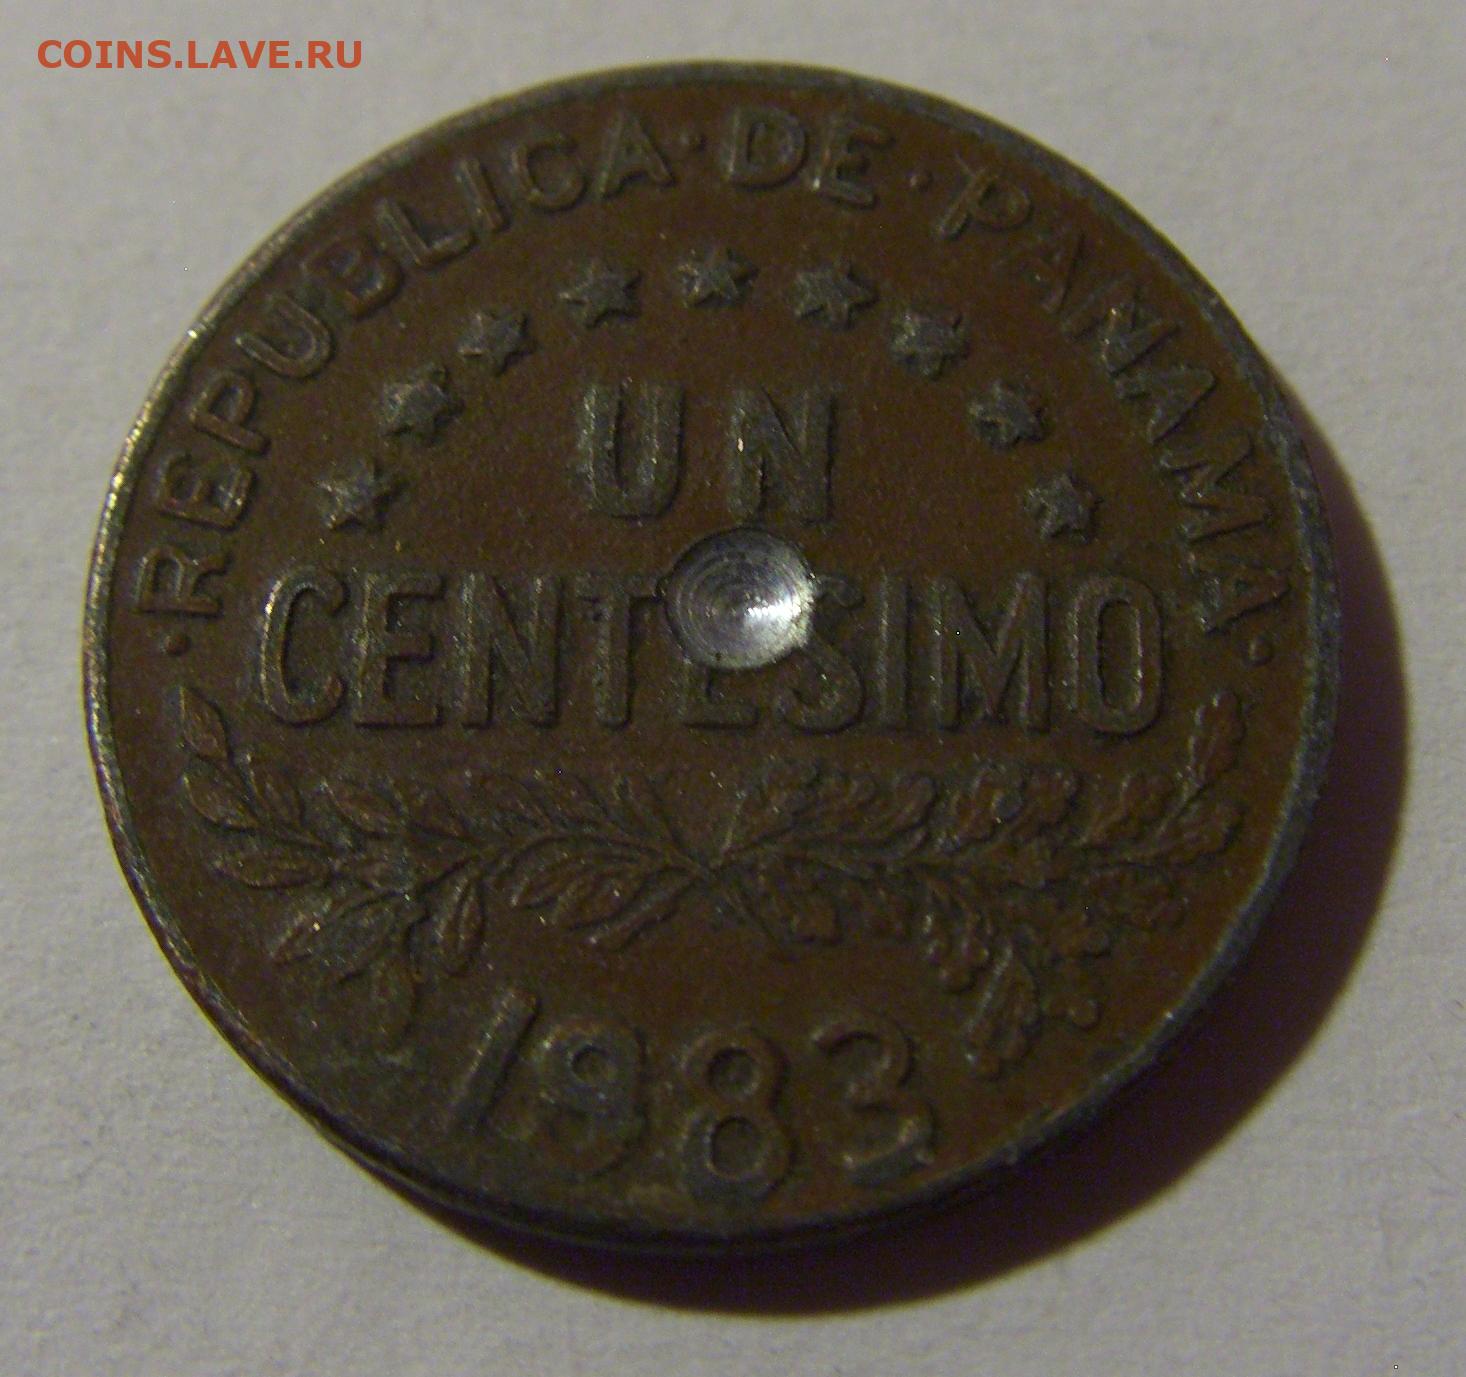 COINS.LAVE.RU
·REPUBLICA·DE·PANAMA·
UN
CENTESIMO
1983